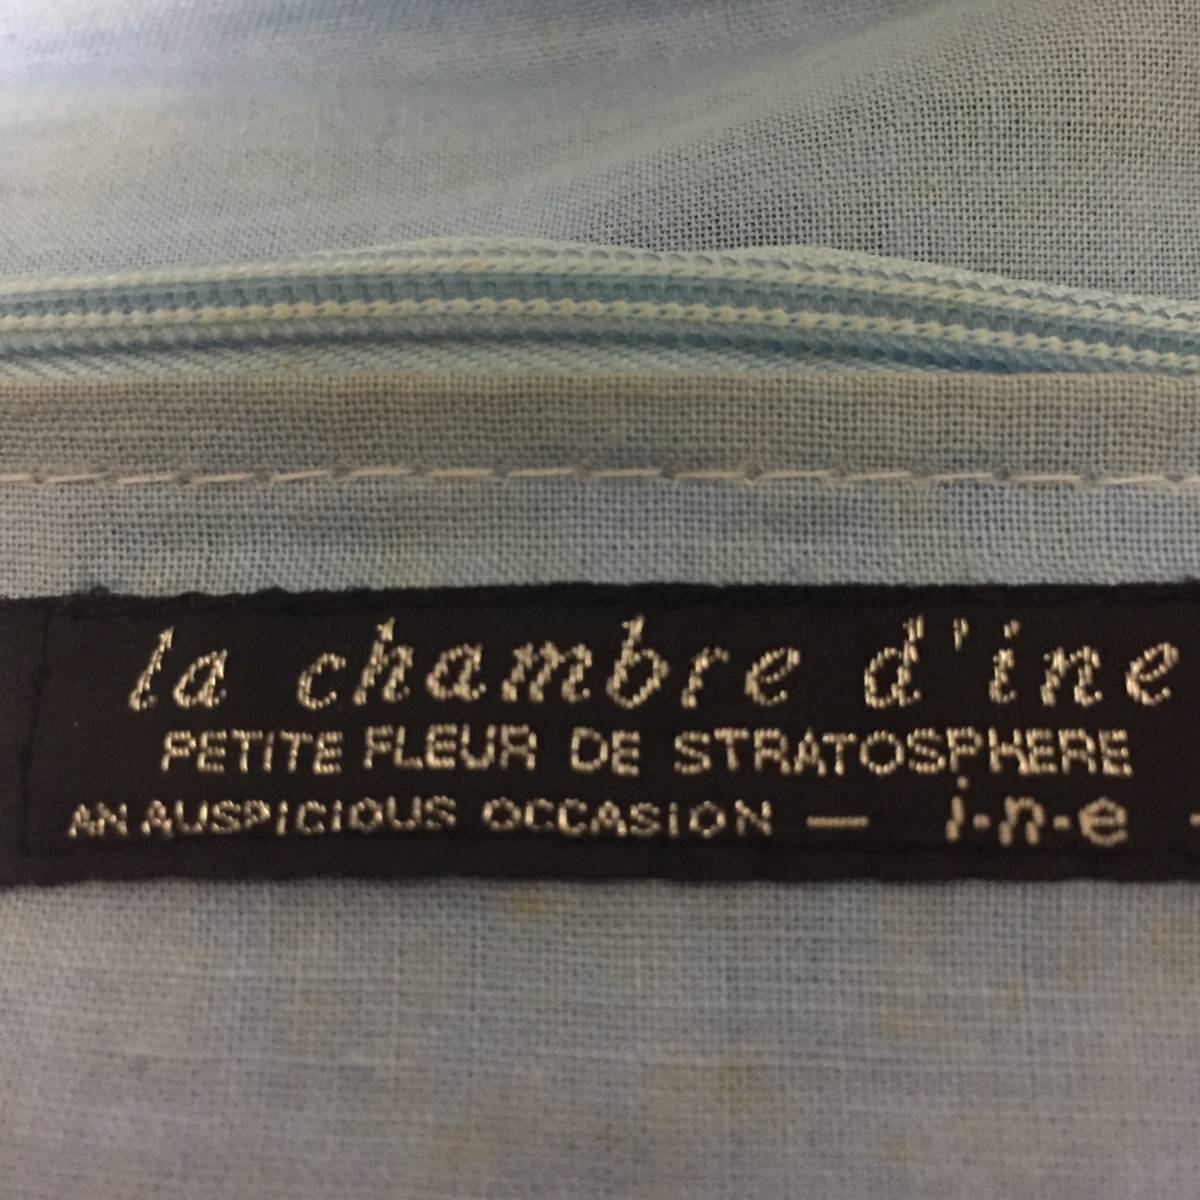 la chambre d'ine
PETITE FLEUR DE STRATOSPHERE
AN AUSPICIOUS OCCASION — i-n-e -